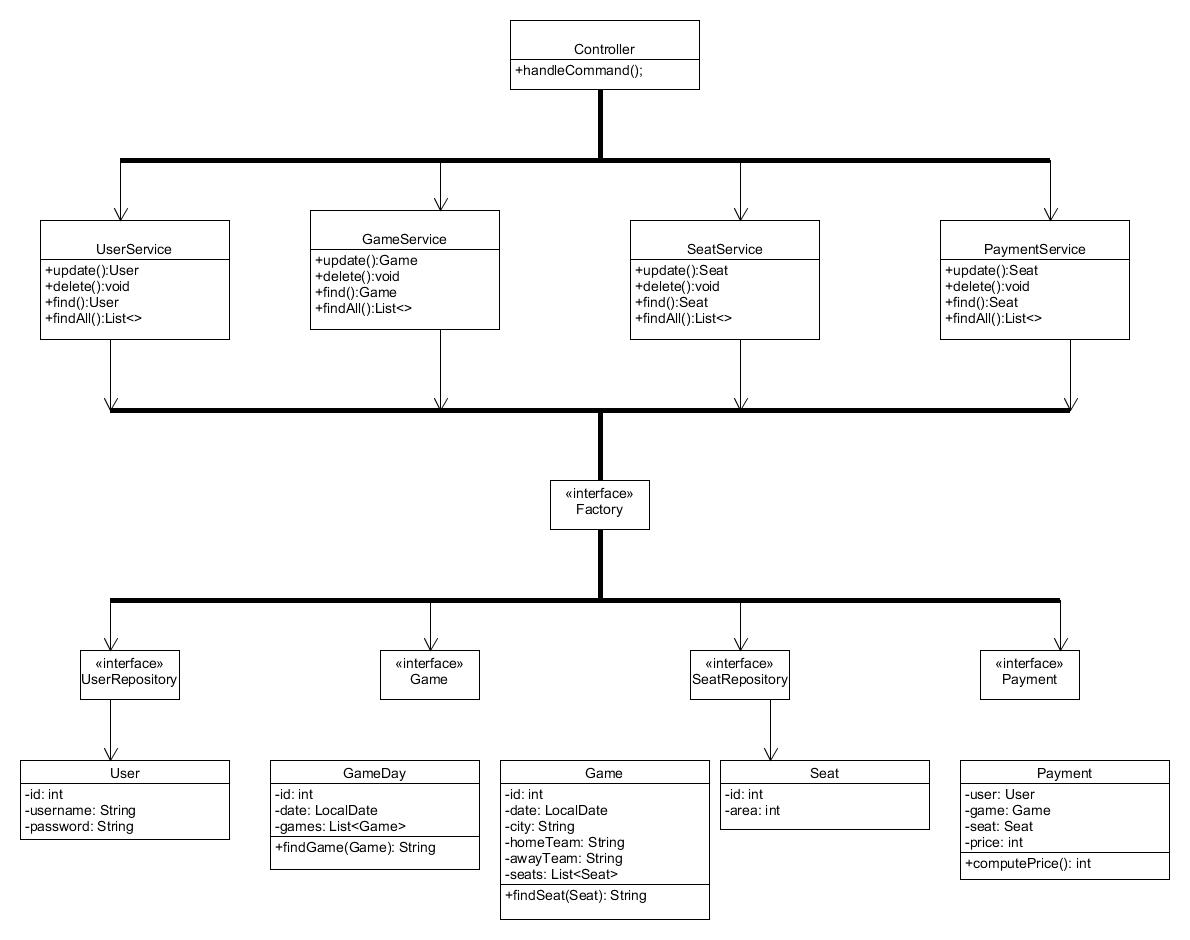 Controller
+handleCommand();
UserService
+update():User
+delete():void
+find():User
+findAll():List<>
GameService
+update():Game
+delete():void
+find():Game
+findAll():List<>
SeatService
+update():Seat
+delete():void
+find():Seat
+findAll():List<>
PaymentService
+update():Seat
+delete():void
+find():Seat
+findAll():List<>
«interface»
Factory
«interface»
UserRepository
«interface»
Game
«interface»
SeatRepository
«interface»
Payment
User
-id: int
-username: String
-password: String
GameDay
-id: int
-date: LocalDate
-games: List<Game>
+findGame(Game): String
Game
-id: int
-date: LocalDate
-city: String
-homeTeam: String
-awayTeam: String
-seats: List<Seat>
+findSeat(Seat): String
Seat
-id: int
-area: int
Payment
-user: User
-game: Game
-seat: Seat
-price: int
+computePrice(): int